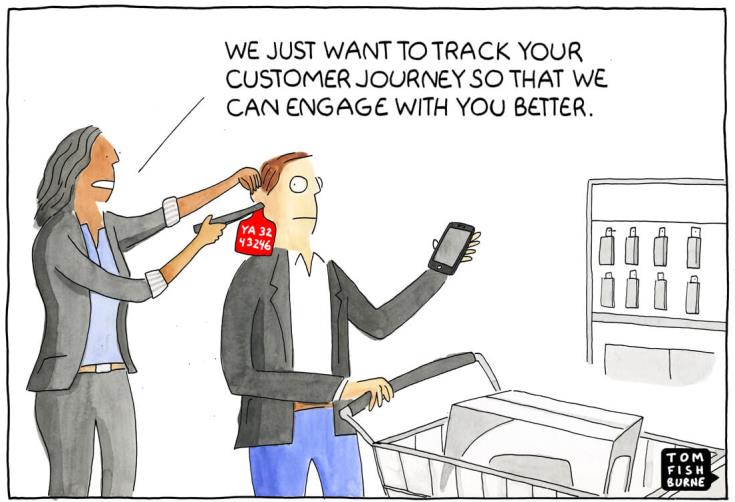 WE JUST WANT TO TRACK YOUR
CUSTOMER JOURNEY SO THAT WE
CAN ENGAGE WITH YOU BETTER.
YA 32
43246
TOM
FISH
BURNE